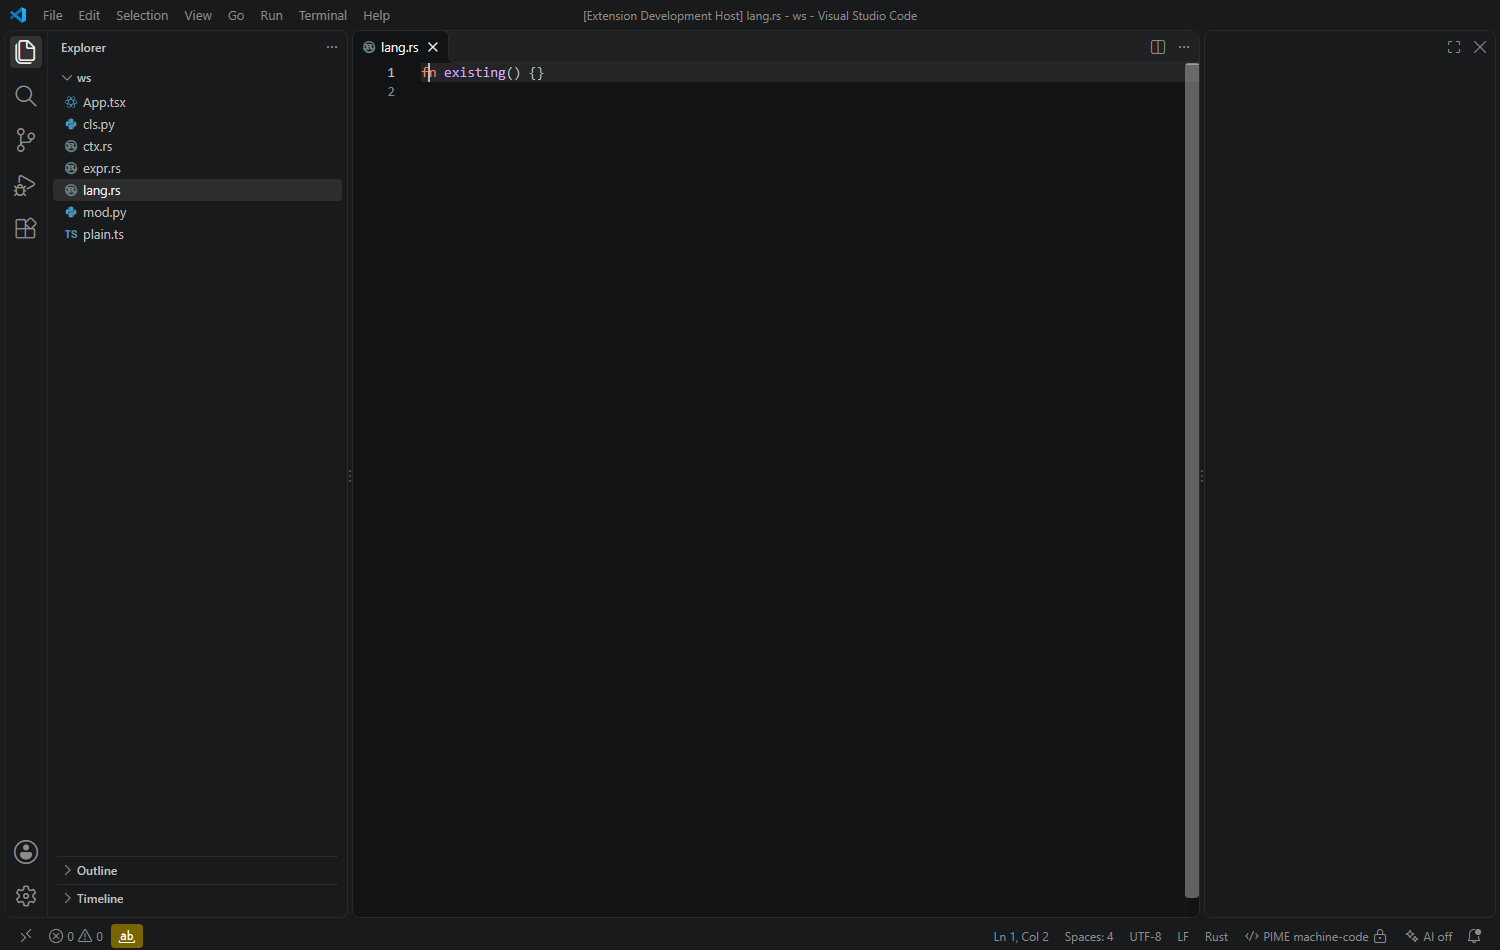 File Edit Selection View Go Run Terminal Help
[Extension Development Host] lang.rs - ws - Visual Studio Code
Explorer
ws
App.tsx
cls.py
ctx.rs
expr.rs
lang.rs
mod.py
TS plain.ts
Outline
Timeline
lang.rs
1 fn existing() {}
2
0 0 ab
Ln 1, Col 2 Spaces: 4 UTF-8 LF Rust PIME machine-code AI off